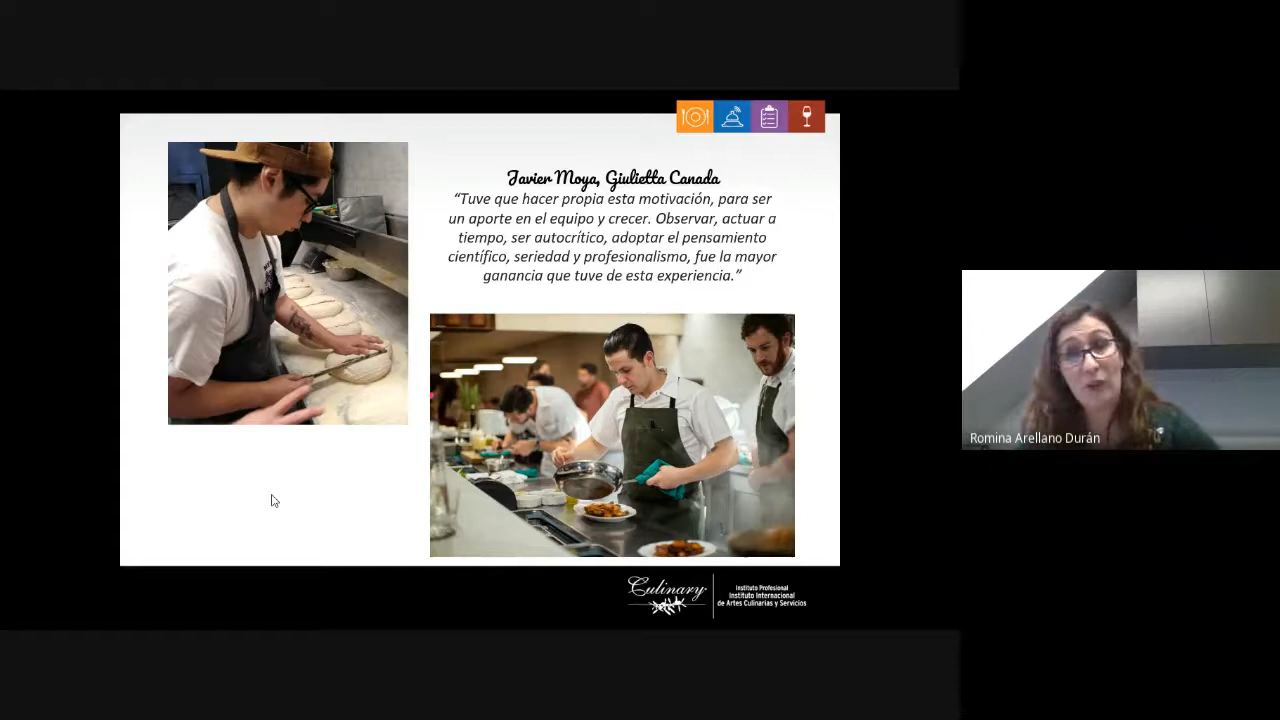 Javier Moya, Giulietta Canada
“Tuve que hacer propia esta motivación, para ser
un aporte en el equipo y crecer. Observar, actuar a
tiempo, ser autocrítico, adoptar el pensamiento
científico, seriedad y profesionalismo, fue la mayor
ganancia que tuve de esta experiencia.”
Romina Arellano Durán
Culinary
Instituto Profesional
Instituto Internacional
de Artes Culinarias y Servicios